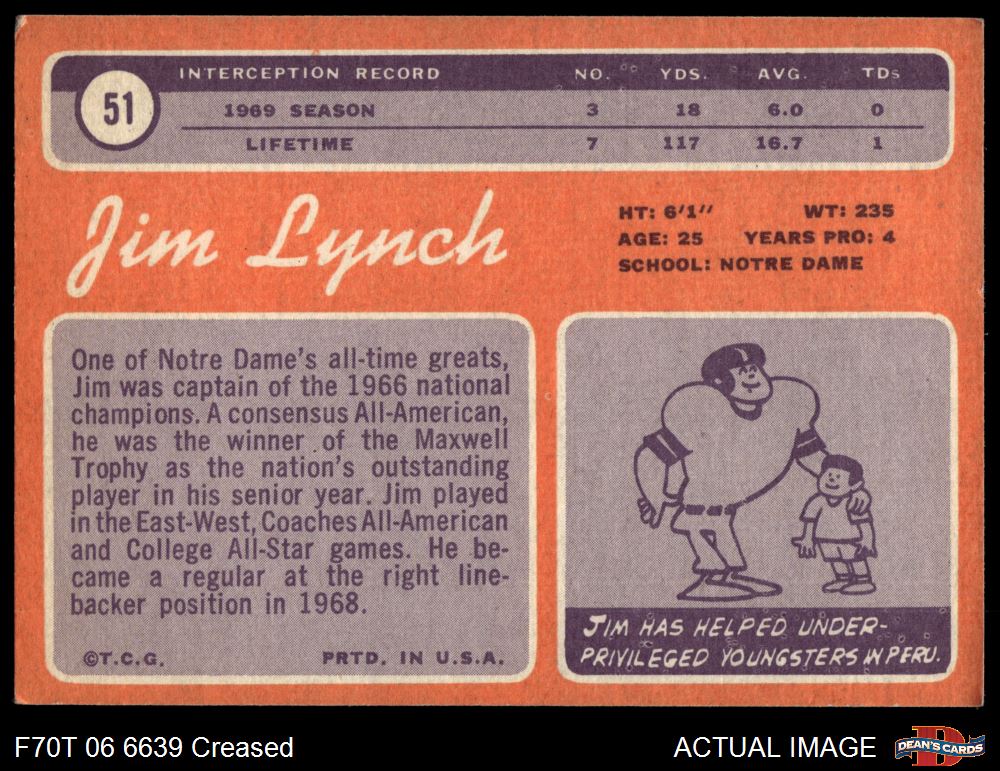 51
INTERCEPTION RECORD NO. YDS. AVG. TDs
1969 SEASON 3 18 6.0 0
LIFETIME 7 117 16.7 1
Jim Lynch
HT: 6'1" WT: 235
AGE: 25 YEARS PRO: 4
SCHOOL: NOTRE DAME
One of Notre Dame's all-time greats,
Jim was captain of the 1966 national
champions. A consensus All-American,
he was the winner of the Maxwell
Trophy as the nation's outstanding
player in his senior year. Jim played
in the East-West, Coaches All-American
and College All-Star games. He be-
came a regular at the right line-
backer position in 1968.
©T.C.G. PRTD. IN U.S.A.
JIM HAS HELPED UNDER-
PRIVILEGED YOUNGSTERS IN PERU.
F70T 06 6639 Creased
ACTUAL IMAGE
D
DEAN'S CARDS